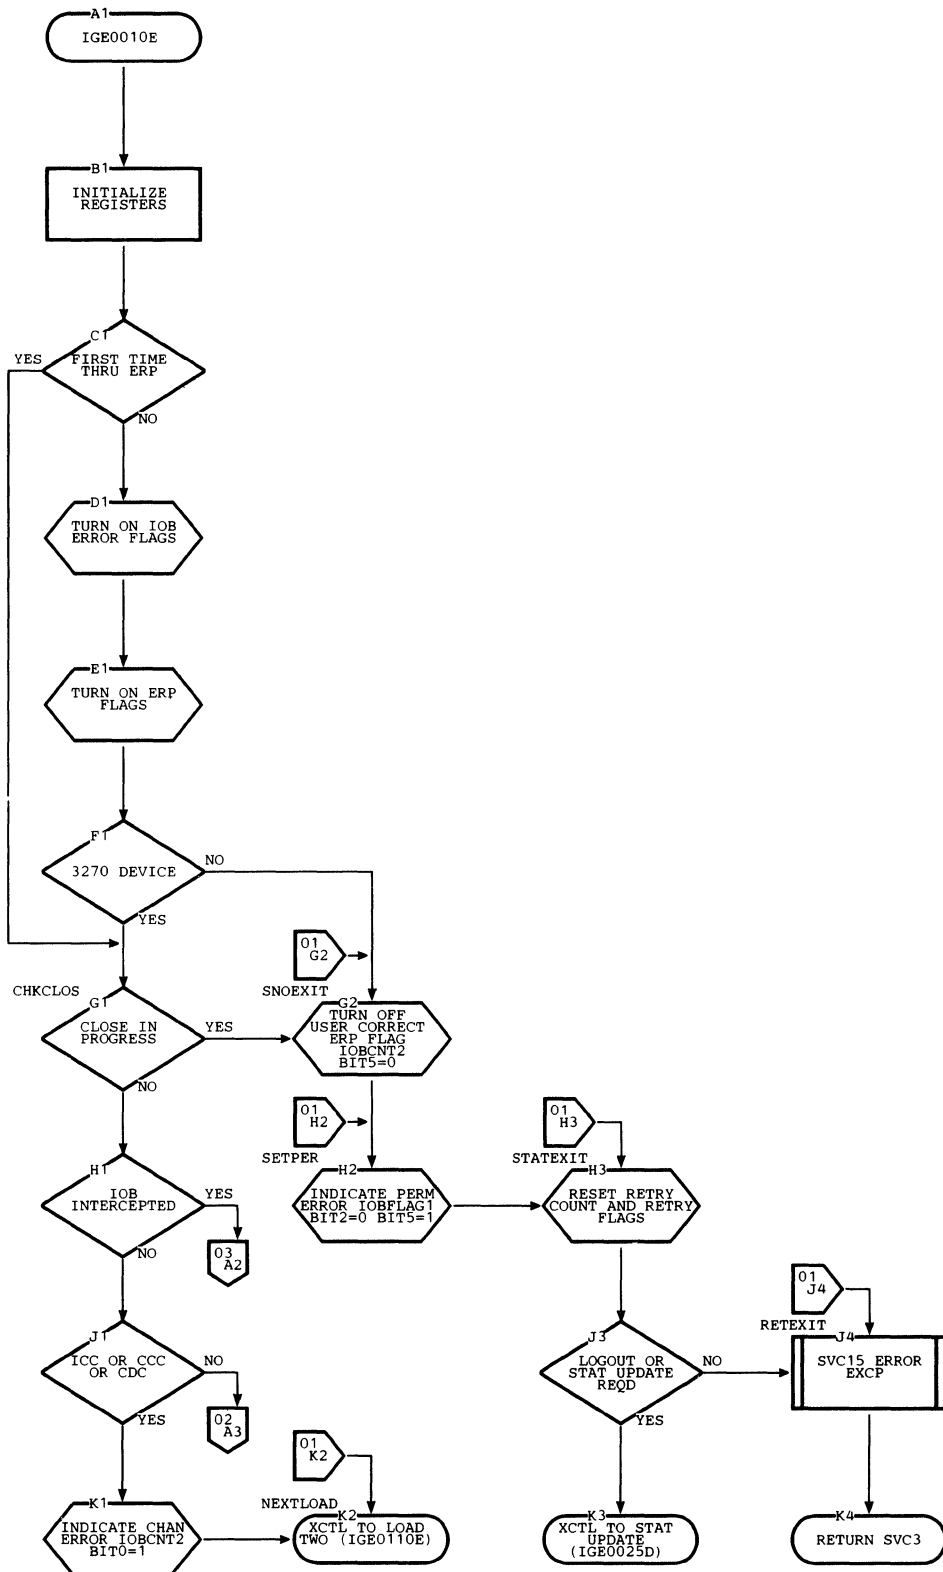 A1
IGE0010E
B1
INITIALIZE
REGISTERS
C1
YES
FIRST TIME
THRU ERP
NO
D1
TURN ON IOB
ERROR FLAGS
E1
TURN ON ERP
FLAGS
F1
3270 DEVICE
NO
YES
01
G2
CHKCLOS
SNOEXIT
G1
CLOSE IN
PROGRESS
YES
NO
G2
TURN OFF
USER CORRECT
ERP FLAG
IOBCNT2
BIT5=0
01
H2
01
H3
SETPER
STATEXIT
H1
IOB
INTERCEPTED
YES
NO
03
A2
H2
INDICATE PERM
ERROR IOBFLAG1
BIT2=0 BIT5=1
H3
RESET RETRY
COUNT AND RETRY
FLAGS
01
J4
RETEXIT
J1
ICC OR CCC
OR CDC
NO
YES
02
A3
J3
LOGOUT OR
STAT UPDATE
REQD
NO
YES
J4
SVC15 ERROR
EXCP
01
K2
NEXTLOAD
K1
INDICATE CHAN
ERROR IOBCNT2
BIT0=1
K2
XCTL TO LOAD
TWO (IGE0110E)
K3
XCTL TO STAT
UPDATE
(IGE0025D)
K4
RETURN SVC3